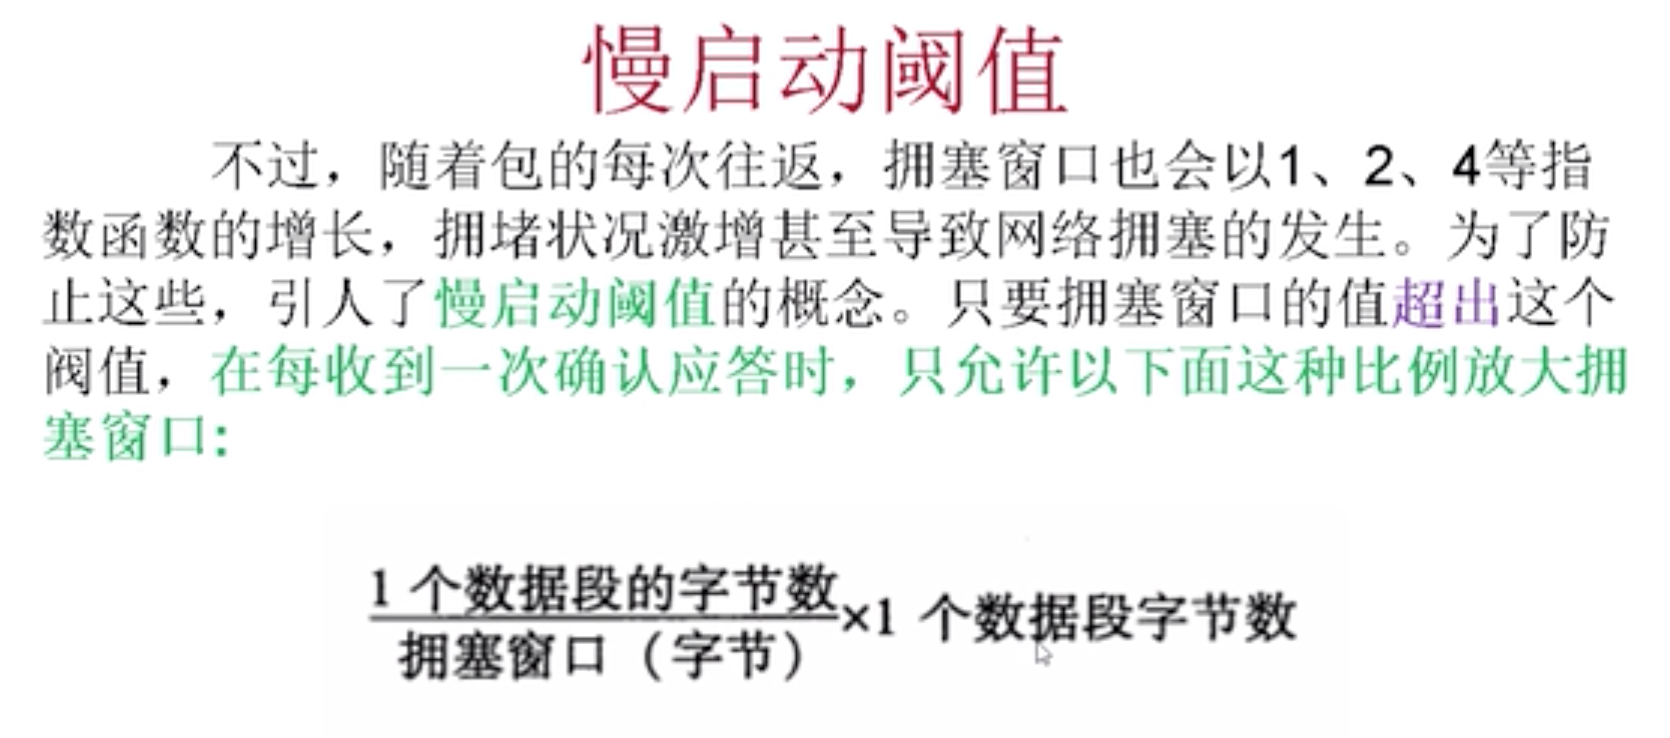 慢启动阈值
不过，随着包的每次往返，拥塞窗口也会以1、2、4等指
数函数的增长，拥堵状况激增甚至导致网络拥塞的发生。为了防
止这些，引人了慢启动阈值的概念。只要拥塞窗口的值超出这个
阀值，在每收到一次确认应答时，只允许以下面这种比例放大拥
塞窗口:
1 个数据段的字节数
拥塞窗口（字节）
×1 个数据段字节数